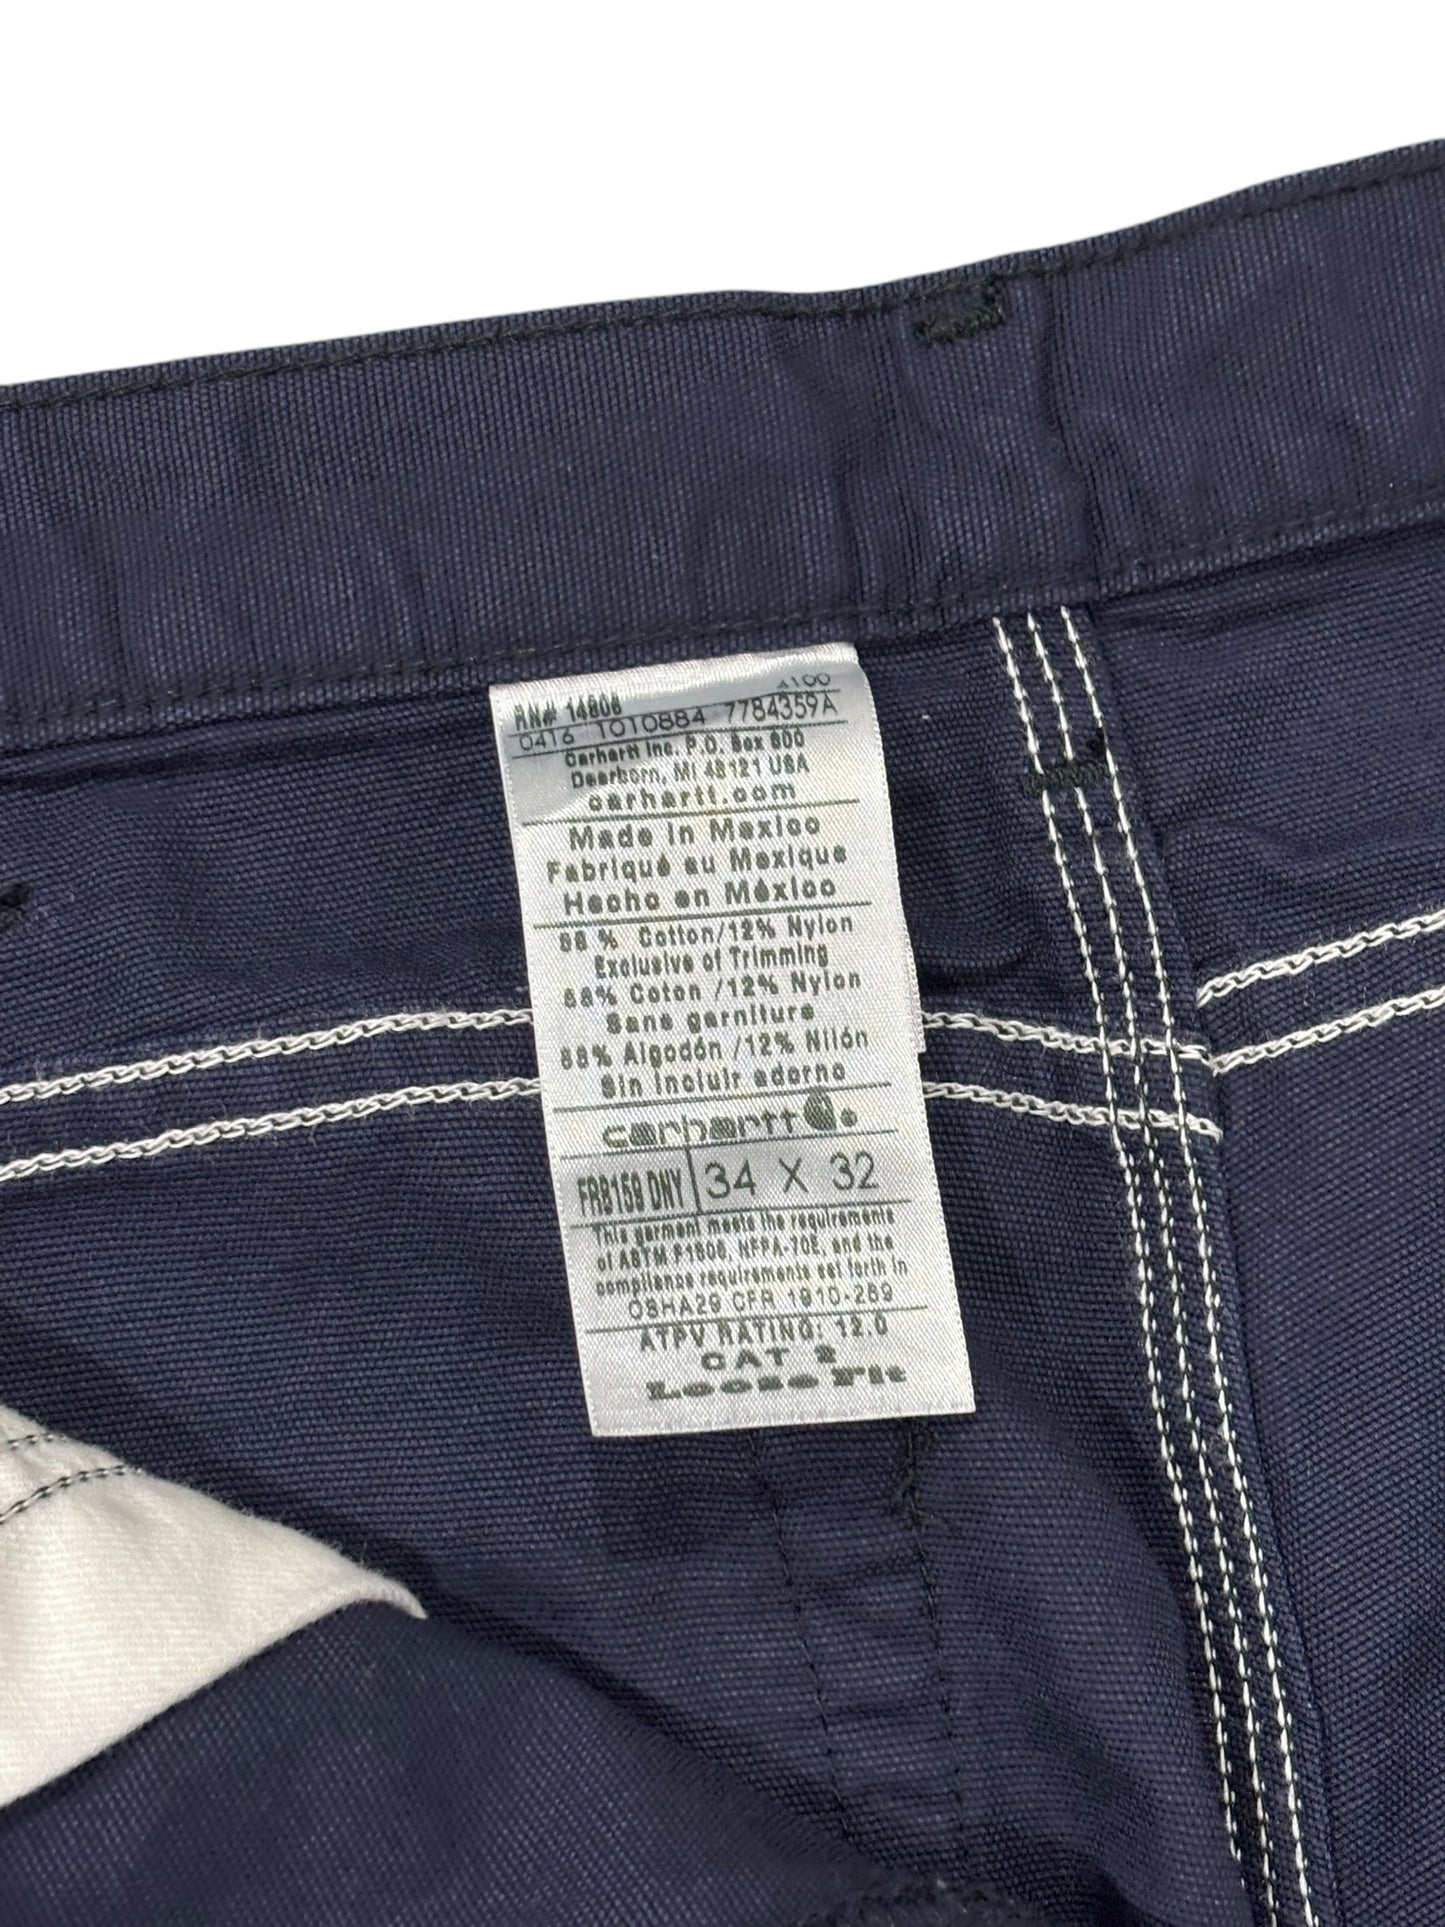 RN# 14806
0416 1010884 7784359A
Carhartt Inc. P.O. Box 600
Dearborn, MI 48121 USA
carhartt.com
Made in Mexico
Fabriqué au Mexique
Hecho en México
88 % Cotton/12% Nylon
Exclusive of Trimming
88% Coton /12% Nylon
Sans garniture
88% Algodón /12% Nilón
Sin incluir adorno
carhartt
FRB159 DNY 34 X 32
This garment meets the requirements
of ASTM F1506, NFPA-70E, and the
compliance requirements set forth in
OSHA29 CFR 1910-269
ATPV RATING: 12.0
CAT 2
Loose Fit